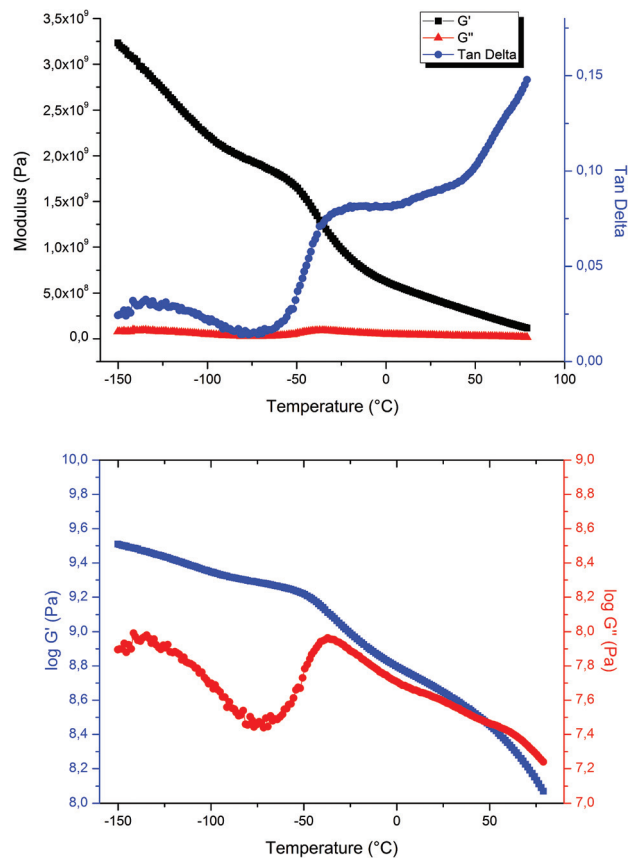 3,5x10⁹
3,0x10⁹
2,5x10⁹
2,0x10⁹
1,5x10⁹
1,0x10⁹
5,0x10⁸
0,0
Modulus (Pa)
G'
G"
Tan Delta
0,15
0,10
0,05
0,00
Tan Delta
-150
-100
-50
0
50
100
Temperature (°C)
10,0
9,8
9,6
9,4
9,2
9,0
8,8
8,6
8,4
8,2
8,0
log G' (Pa)
9,0
8,8
8,6
8,4
8,2
8,0
7,8
7,6
7,4
7,2
7,0
log G" (Pa)
-150
-100
-50
0
50
Temperature (°C)